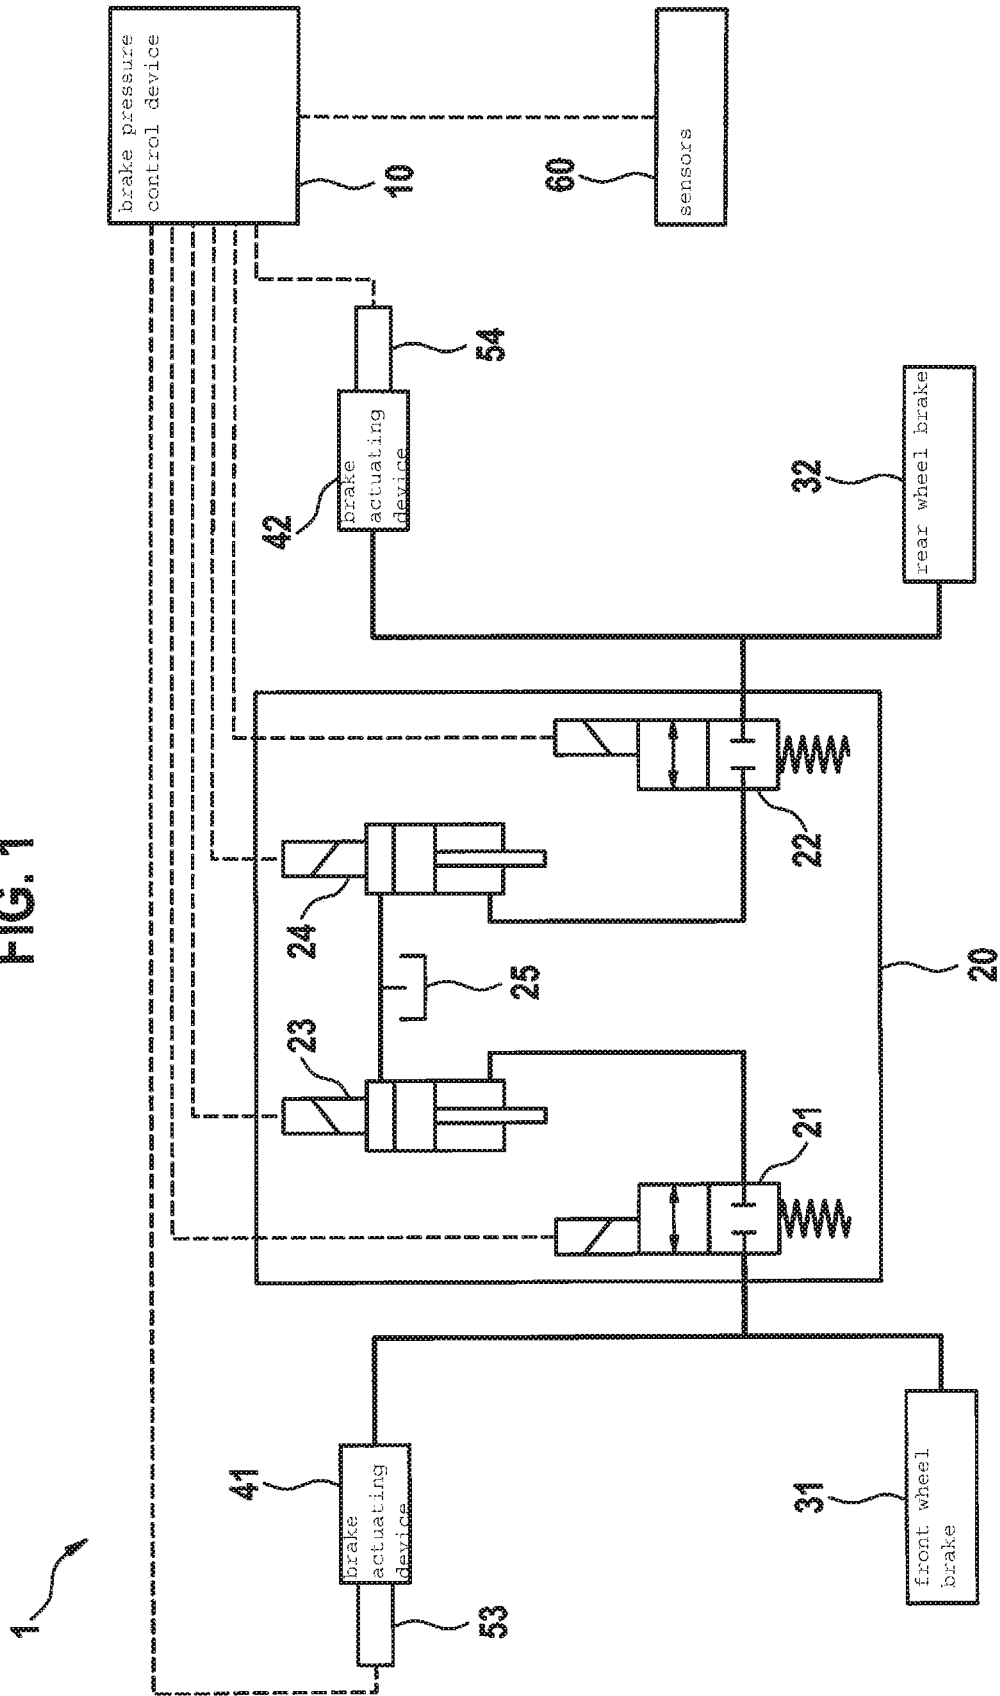 FIG. 1
1
53
41
brake
actuating
device
31
front wheel
brake
23
21
25
20
24
22
42
brake
actuating
device
54
32
rear wheel brake
10
brake pressure
control device
60
sensors